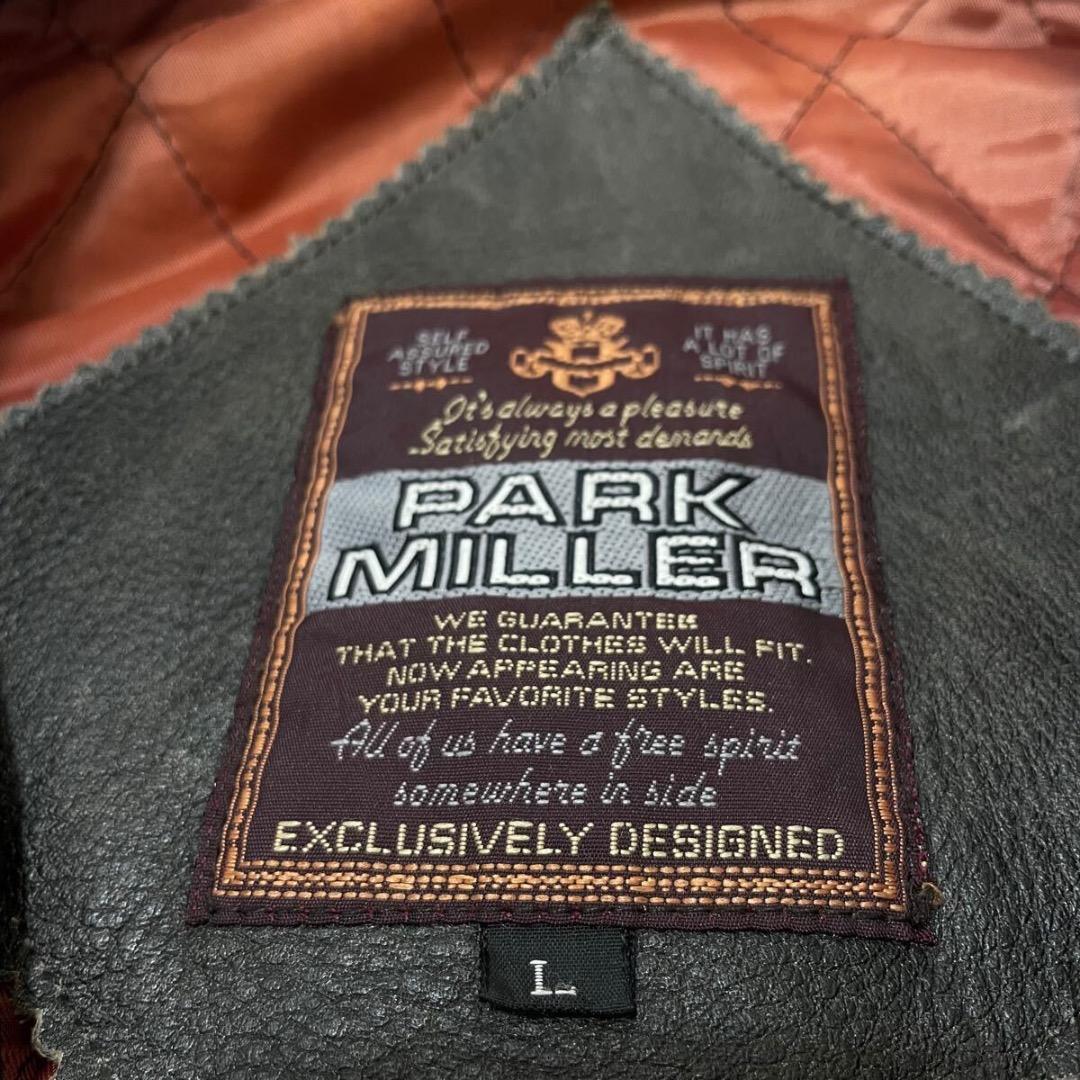 SELF
ASSURED
STYLE
IT HAS
A LOT OF
SPIRIT
It's always a pleasure
Satisfying most demands
PARK
MILLER
WE GUARANTEE
THAT THE CLOTHES WILL FIT.
NOW APPEARING ARE
YOUR FAVORITE STYLES.
All of us have a free spirit
somewhere in side
EXCLUSIVELY DESIGNED
L